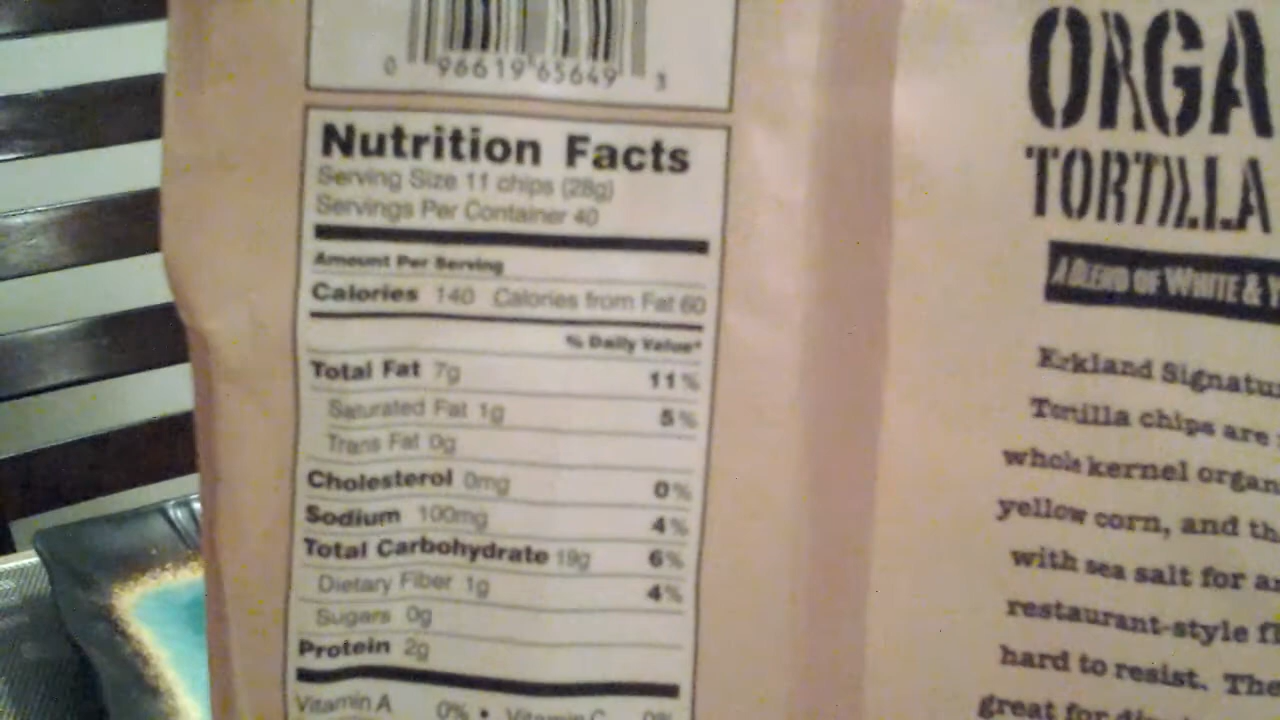 0 96619 65649 3
Nutrition Facts
Serving Size 11 chips (28g)
Servings Per Container 40
Amount Per Serving
Calories 140 Calories from Fat 60
% Daily Value*
Total Fat 7g 11%
Saturated Fat 1g 5%
Trans Fat 0g
Cholesterol 0mg 0%
Sodium 100mg 4%
Total Carbohydrate 19g 6%
Dietary Fiber 1g 4%
Sugars 0g
Protein 2g
Vitamin A 0% • Vitamin C 0%
ORGA
TORTILLA
A BLEND OF WHITE & Y
Kirkland Signatu
Tortilla chips are
whole kernel organ
yellow corn, and th
with sea salt for a
restaurant-style f
hard to resist. The
great for di